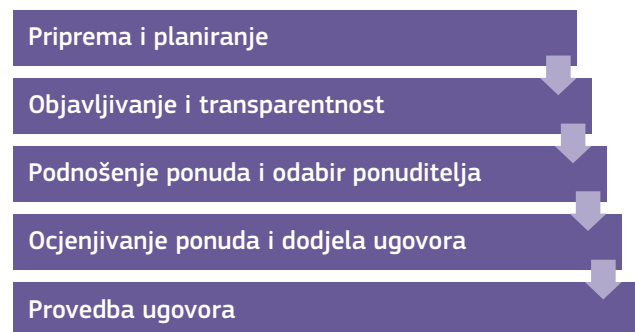 Priprema i planiranje
Objavljivanje i transparentnost
Podnošenje ponuda i odabir ponuditelja
Ocjenjivanje ponuda i dodjela ugovora
Provedba ugovora